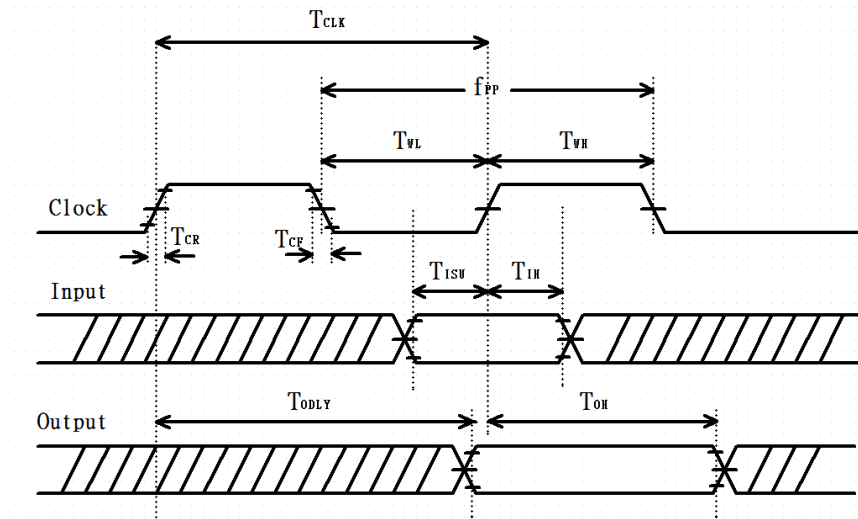 TCLK
fPP
TWL TWH
Clock
TCR TCF
TISU TIH
Input
TODLY TOH
Output